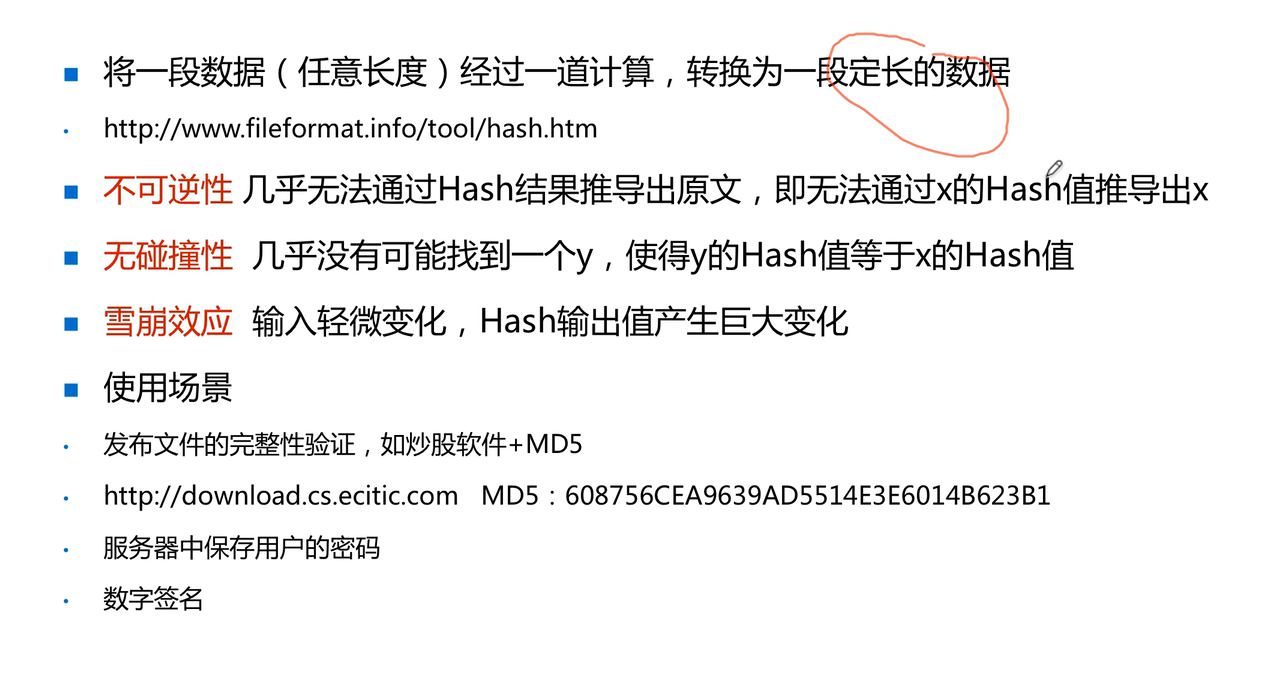 将一段数据（任意长度）经过一道计算，转换为一段定长的数据
http://www.fileformat.info/tool/hash.htm
不可逆性 几乎无法通过Hash结果推导出原文，即无法通过x的Hash值推导出x
无碰撞性 几乎没有可能找到一个y，使得y的Hash值等于x的Hash值
雪崩效应 输入轻微变化，Hash输出值产生巨大变化
使用场景
发布文件的完整性验证，如炒股软件+MD5
http://download.cs.ecitic.com MD5：608756CEA9639AD5514E3E6014B623B1
服务器中保存用户的密码
数字签名